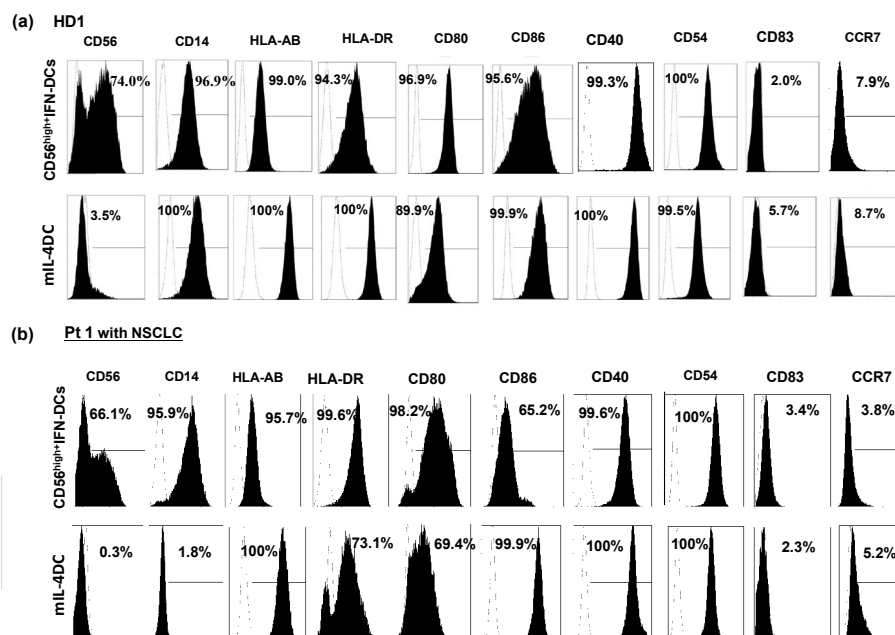 (a) HD1
CD56 CD14 HLA-AB HLA-DR CD80 CD86 CD40 CD54 CD83 CCR7
CD56high+IFN-DCs
74.0% 96.9% 99.0% 94.3% 96.9% 95.6% 99.3% 100% 2.0% 7.9%
mIL-4DC
3.5% 100% 100% 100% 89.9% 99.9% 100% 99.5% 5.7% 8.7%
(b) Pt 1 with NSCLC
CD56 CD14 HLA-AB HLA-DR CD80 CD86 CD40 CD54 CD83 CCR7
CD56high+IFN-DCs
66.1% 95.9% 95.7% 99.6% 98.2% 65.2% 99.6% 100% 3.4% 3.8%
mIL-4DC
0.3% 1.8% 100% 73.1% 69.4% 99.9% 100% 100% 2.3% 5.2%